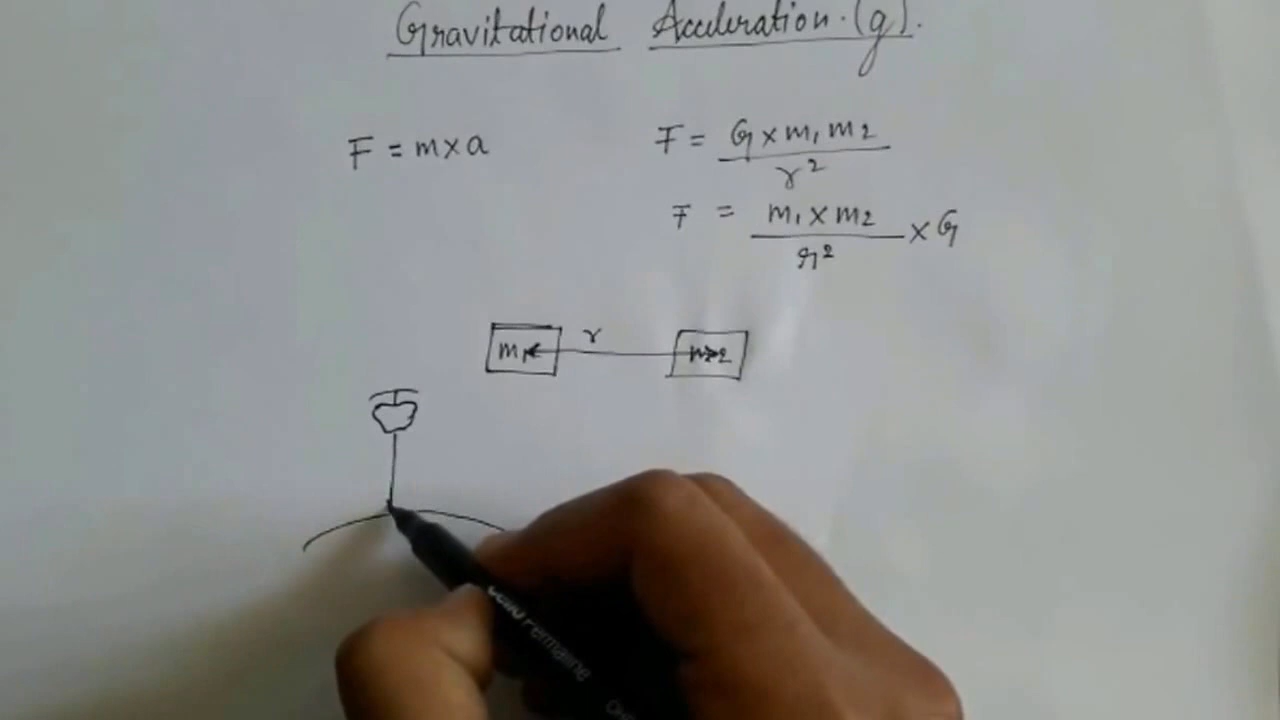 Gravitational Acceleration. (g).
F = m x a
F = G x m1 m2 / r2
F = m1 x m2 / r2 x G
m1 r m2